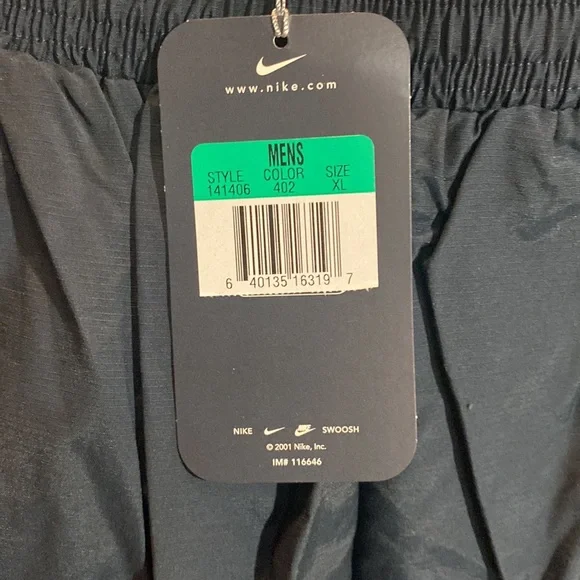 www.nike.com
MENS
STYLE COLOR SIZE
141406 402 XL
6 40135 16319 7
NIKE NIKE SWOOSH
© 2001 Nike, Inc.
IM# 116646